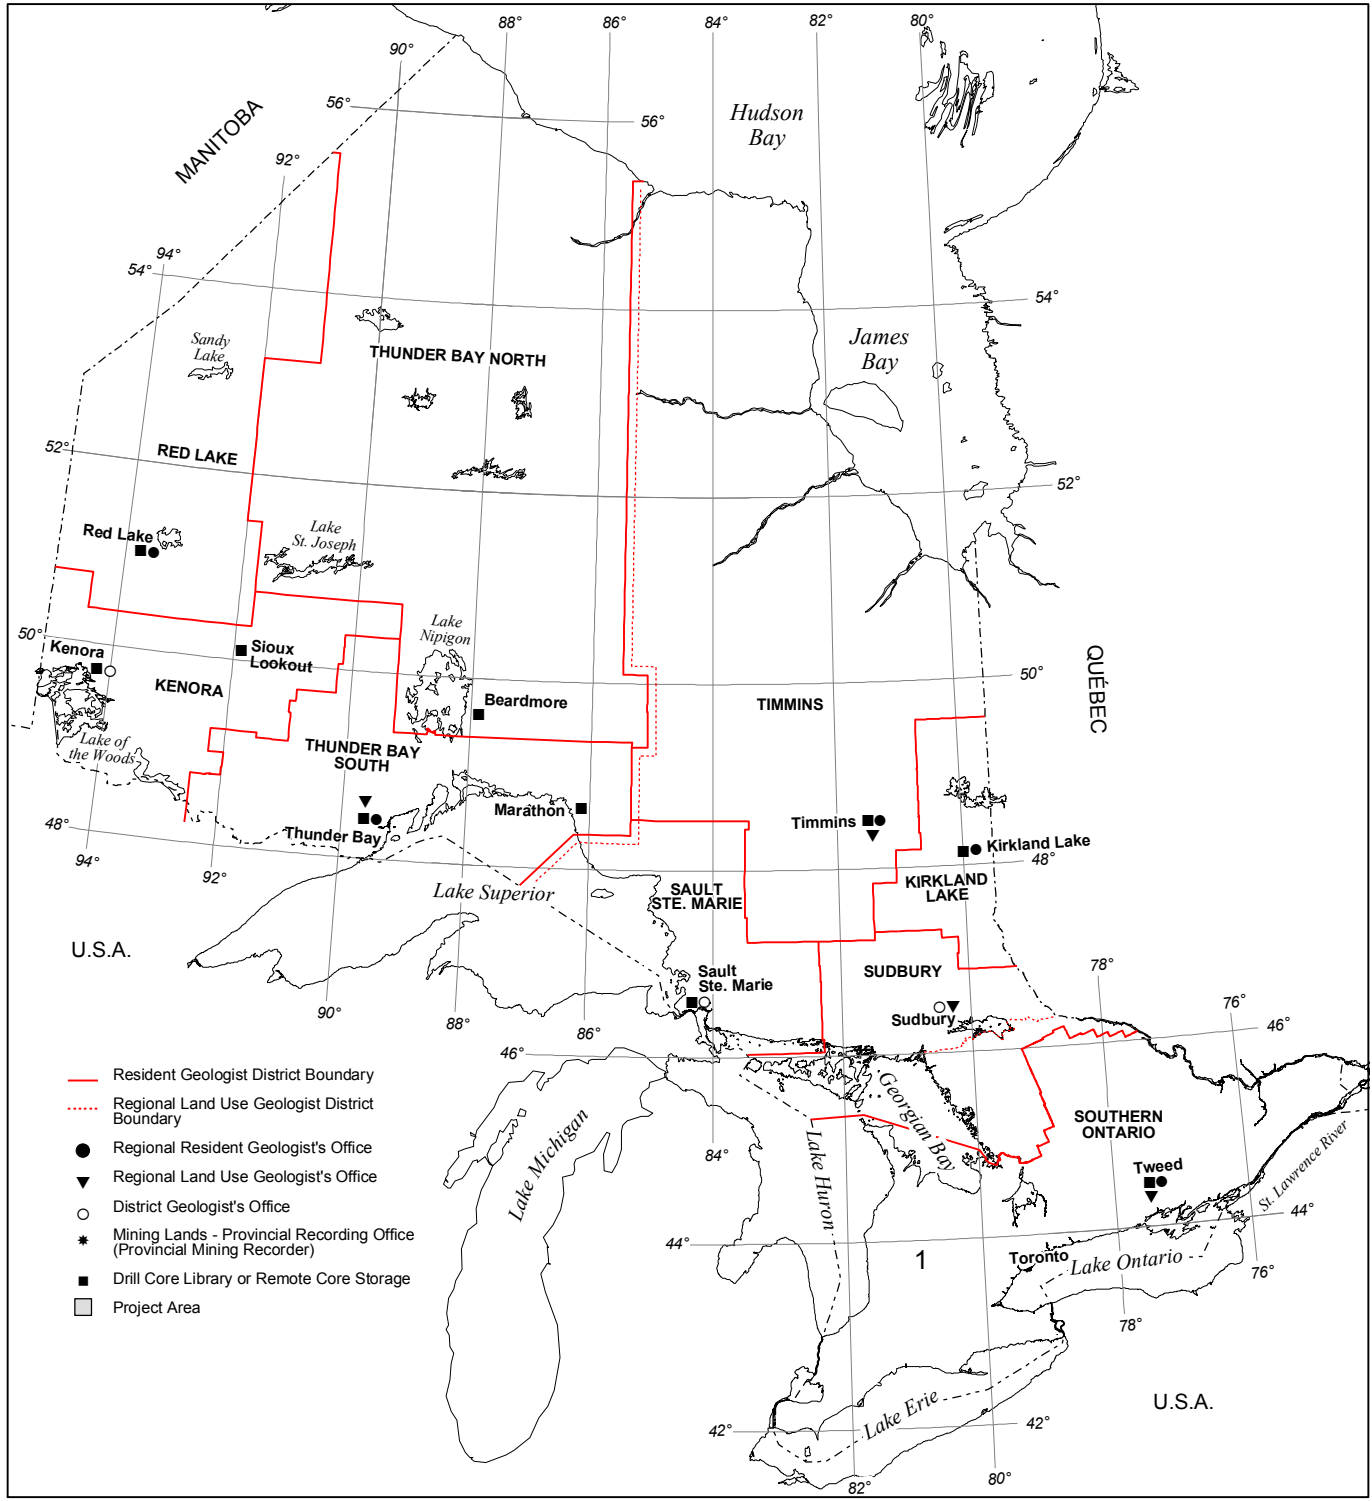 88°
86°
84°
82°
80°
90°
56°
56°
Hudson
Bay
MANITOBA
92°
94°
54°
54°
Sandy
Lake
THUNDER BAY NORTH
James
Bay
52°
RED LAKE
52°
Red Lake
Lake
St. Joseph
50°
Kenora
Sioux
Lookout
Lake
Nipigon
50°
QUÉBEC
KENORA
Beardmore
TIMMINS
Lake of
the Woods
THUNDER BAY
SOUTH
Marathon
Timmins
48°
Thunder Bay
Kirkland Lake
48°
94°
92°
Lake Superior
SAULT
STE. MARIE
KIRKLAND
LAKE
U.S.A.
Sault
Ste. Marie
SUDBURY
78°
76°
90°
88°
86°
Sudbury
46°
46°
Resident Geologist District Boundary
Regional Land Use Geologist District
Boundary
Regional Resident Geologist's Office
Regional Land Use Geologist's Office
District Geologist's Office
Mining Lands - Provincial Recording Office
(Provincial Mining Recorder)
Drill Core Library or Remote Core Storage
Project Area
Lake Michigan
Georgian Bay
Lake Huron
84°
SOUTHERN
ONTARIO
Tweed
St. Lawrence River
44°
44°
1
Toronto
Lake Ontario
76°
78°
U.S.A.
Lake Erie
42°
42°
82°
80°